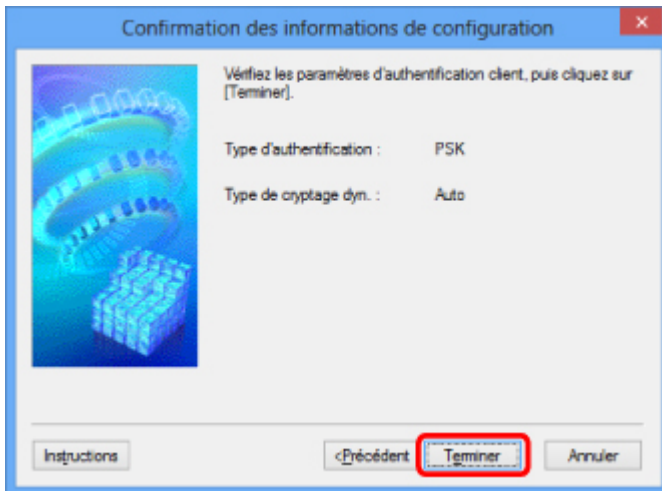 Confirmation des informations de configuration
Vérifiez les paramètres d'authentification client, puis cliquez sur
[Terminer].
Type d'authentification : PSK
Type de cryptage dyn. : Auto
Instructions <Précédent Terminer Annuler